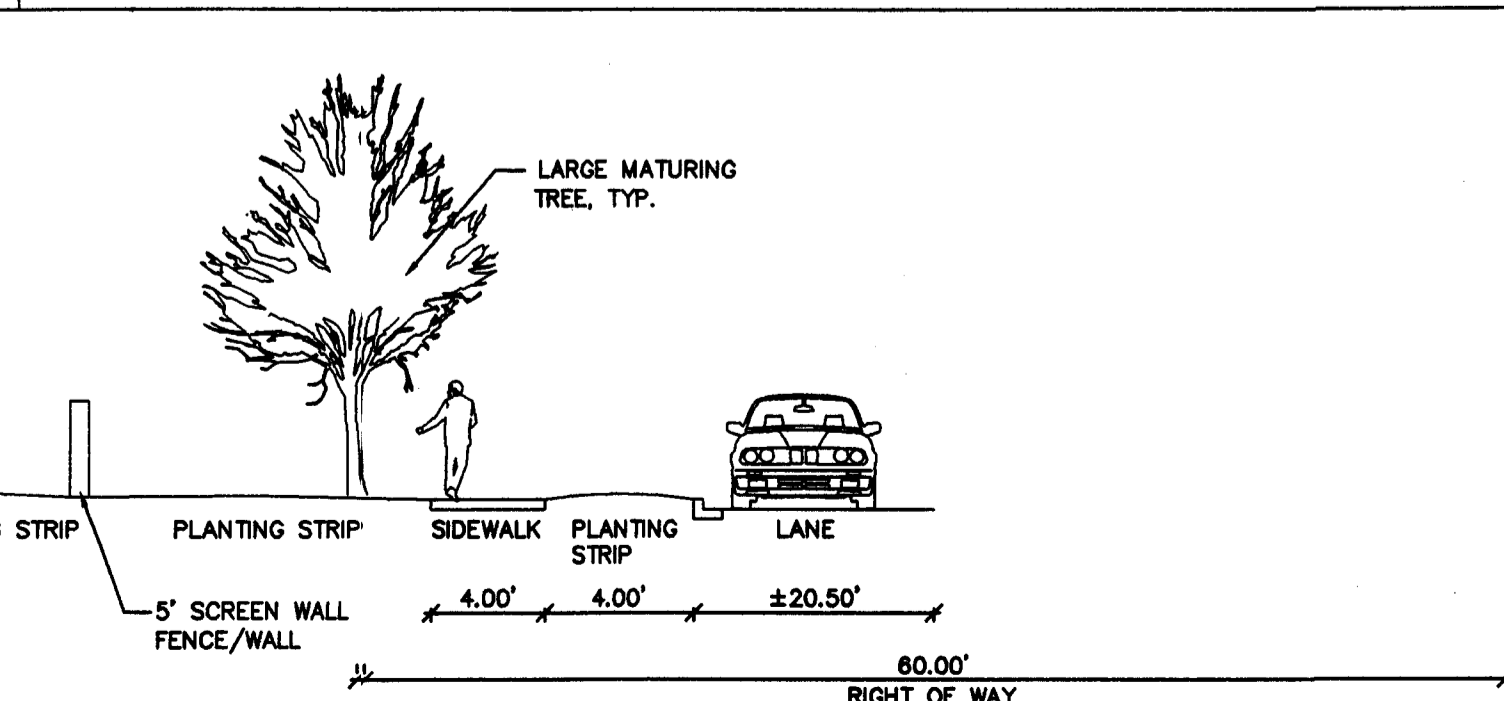 LARGE MATURING
TREE, TYP.
STRIP
PLANTING STRIP
SIDEWALK
PLANTING
STRIP
LANE
4.00'
4.00'
±20.50'
5' SCREEN WALL
FENCE/WALL
60.00'
RIGHT OF WAY